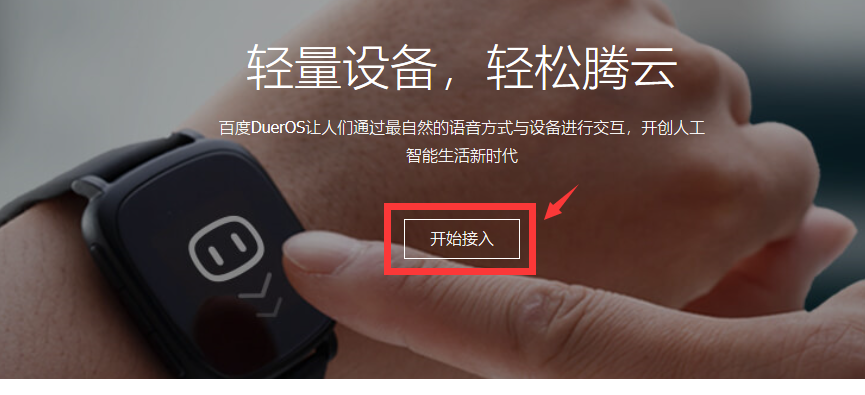 轻量设备，轻松腾云
百度DuerOS让人们通过最自然的语音方式与设备进行交互，开创人工
智能生活新时代
开始接入